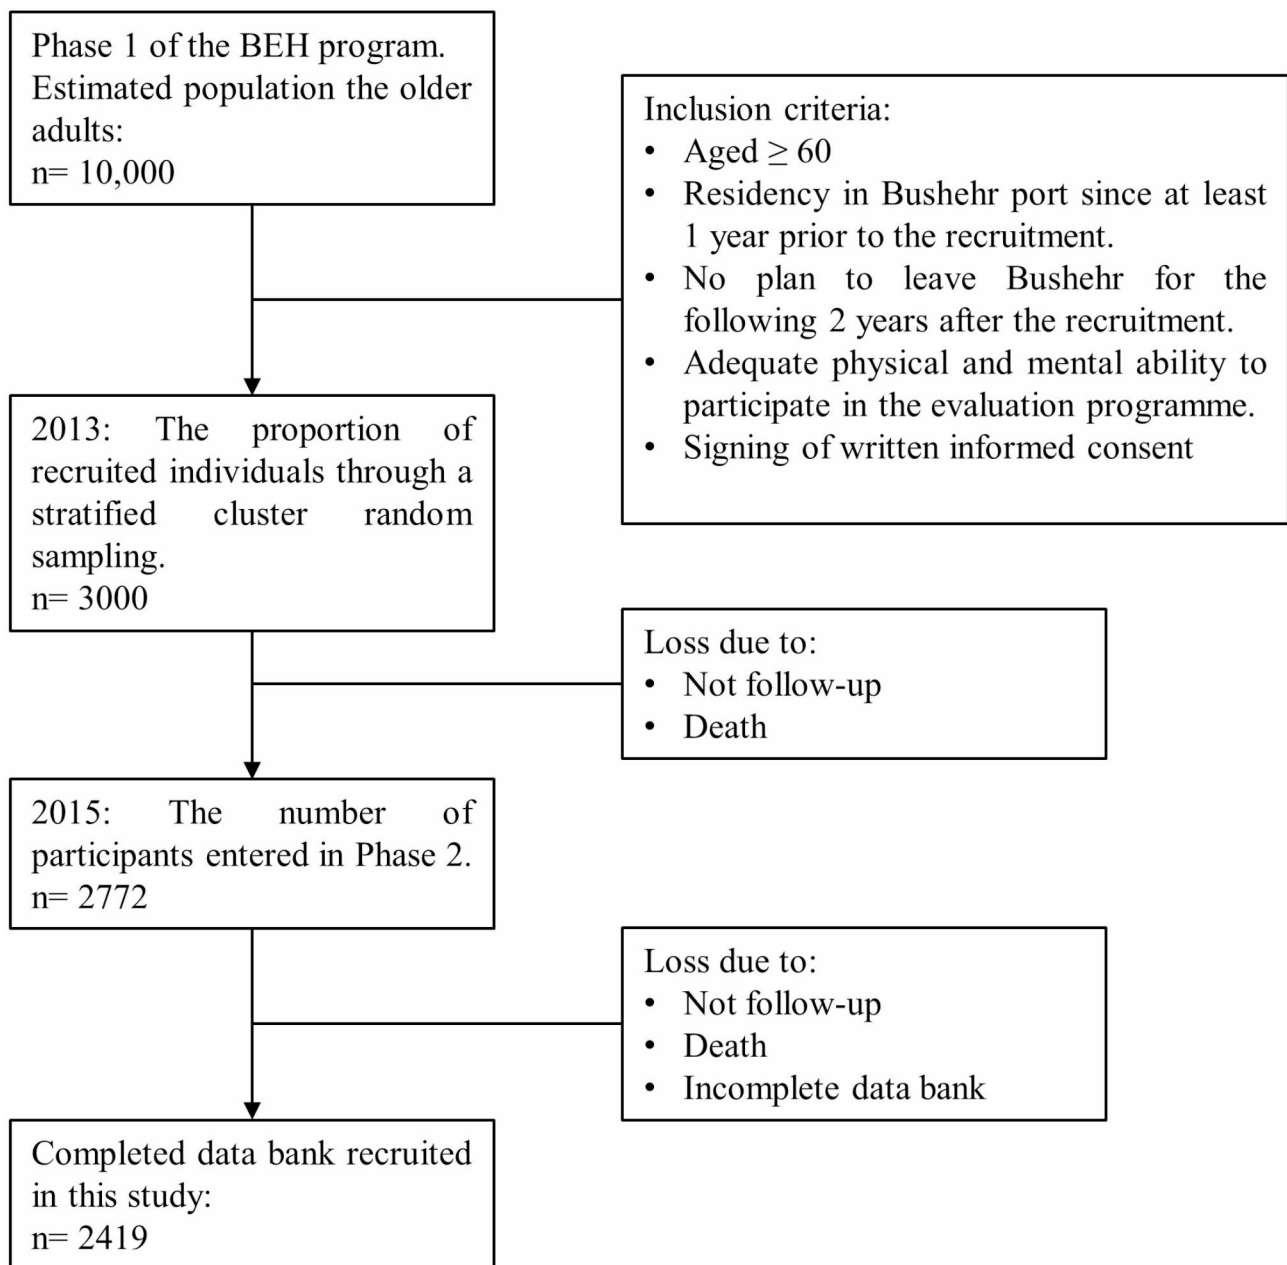 Phase 1 of the BEH program.
Estimated population the older
adults:
n= 10,000
Inclusion criteria:
• Aged ≥ 60
• Residency in Bushehr port since at least
1 year prior to the recruitment.
• No plan to leave Bushehr for the
following 2 years after the recruitment.
• Adequate physical and mental ability to
participate in the evaluation programme.
• Signing of written informed consent
2013: The proportion of
recruited individuals through a
stratified cluster random
sampling.
n= 3000
Loss due to:
• Not follow-up
• Death
2015: The number of
participants entered in Phase 2.
n= 2772
Loss due to:
• Not follow-up
• Death
• Incomplete data bank
Completed data bank recruited
in this study:
n= 2419